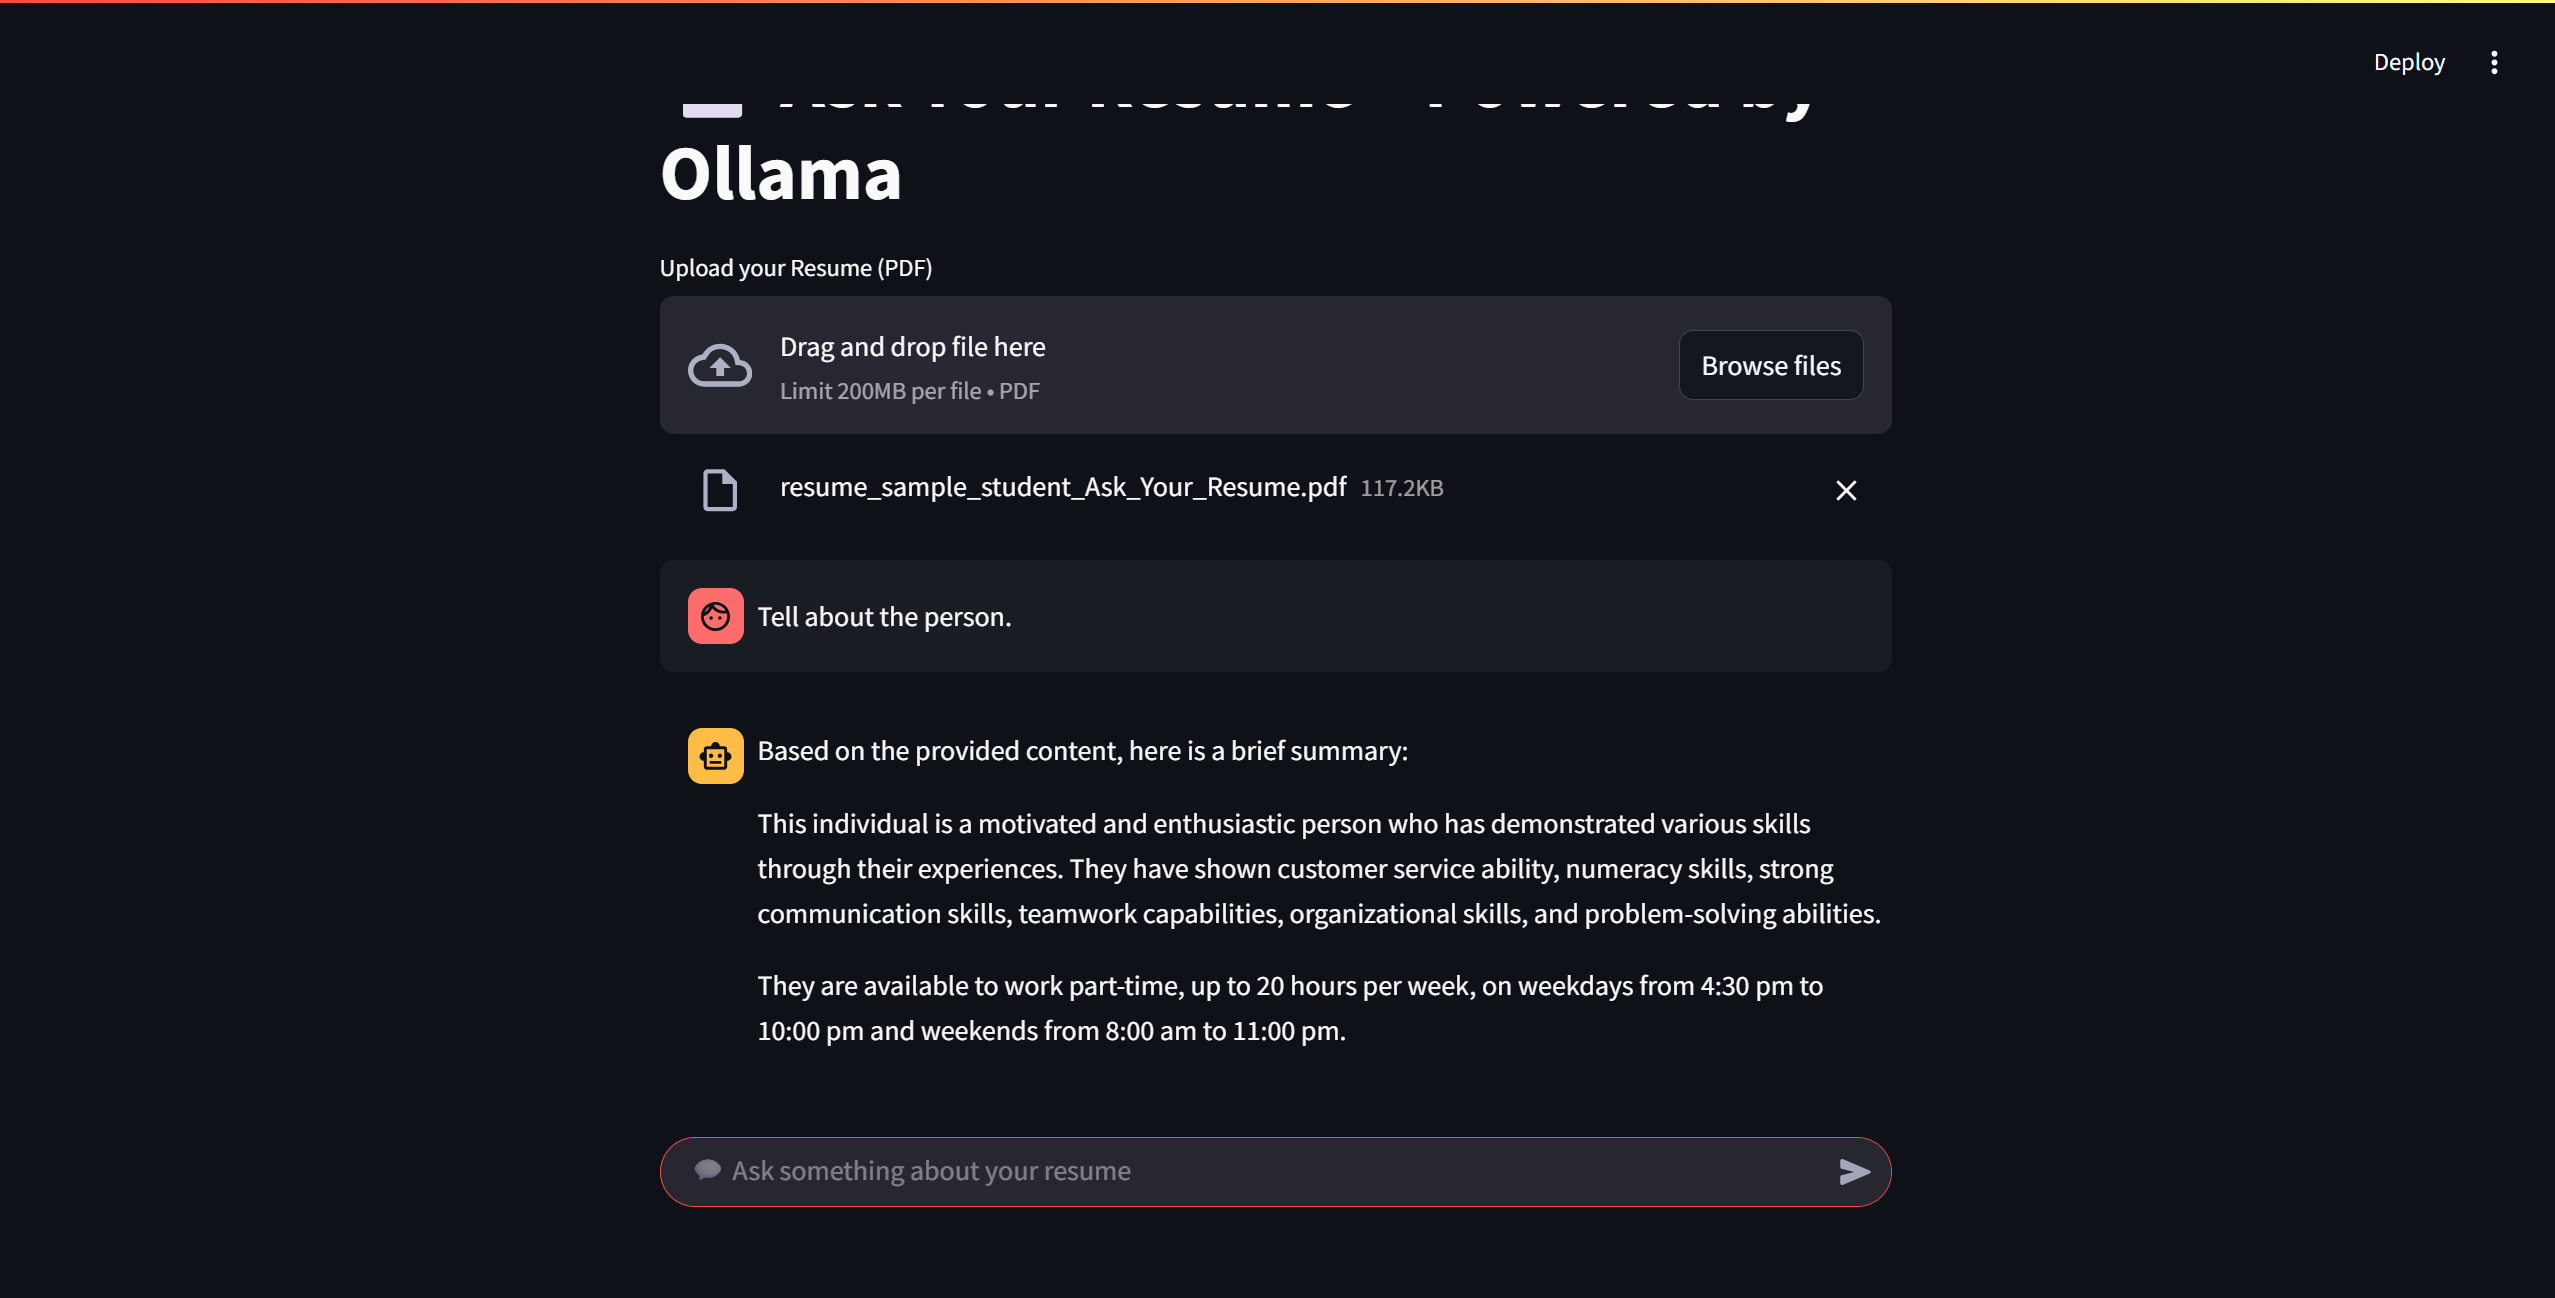 Deploy
Ask Your Resume - Powered by
Ollama
Upload your Resume (PDF)
Drag and drop file here
Limit 200MB per file • PDF
Browse files
resume_sample_student_Ask_Your_Resume.pdf 117.2KB
Tell about the person.
Based on the provided content, here is a brief summary:
This individual is a motivated and enthusiastic person who has demonstrated various skills
through their experiences. They have shown customer service ability, numeracy skills, strong
communication skills, teamwork capabilities, organizational skills, and problem-solving abilities.
They are available to work part-time, up to 20 hours per week, on weekdays from 4:30 pm to
10:00 pm and weekends from 8:00 am to 11:00 pm.
Ask something about your resume